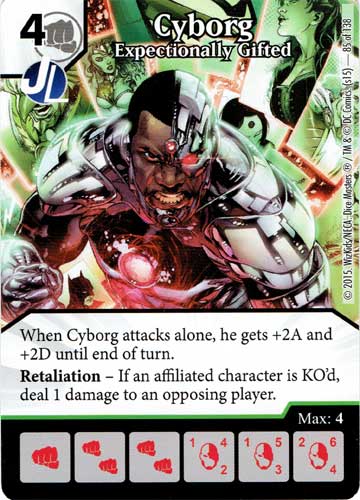 4
JL
Cyborg
Expectionally Gifted
© 2015. WizKids/NECA. Dice Masters ® / TM & © DC Comics (s15) — 85 of 138
When Cyborg attacks alone, he gets +2A and
+2D until end of turn.
Retaliation – If an affiliated character is KO'd,
deal 1 damage to an opposing player.
Max: 4
1 4 2
1 5 3
2 6 4